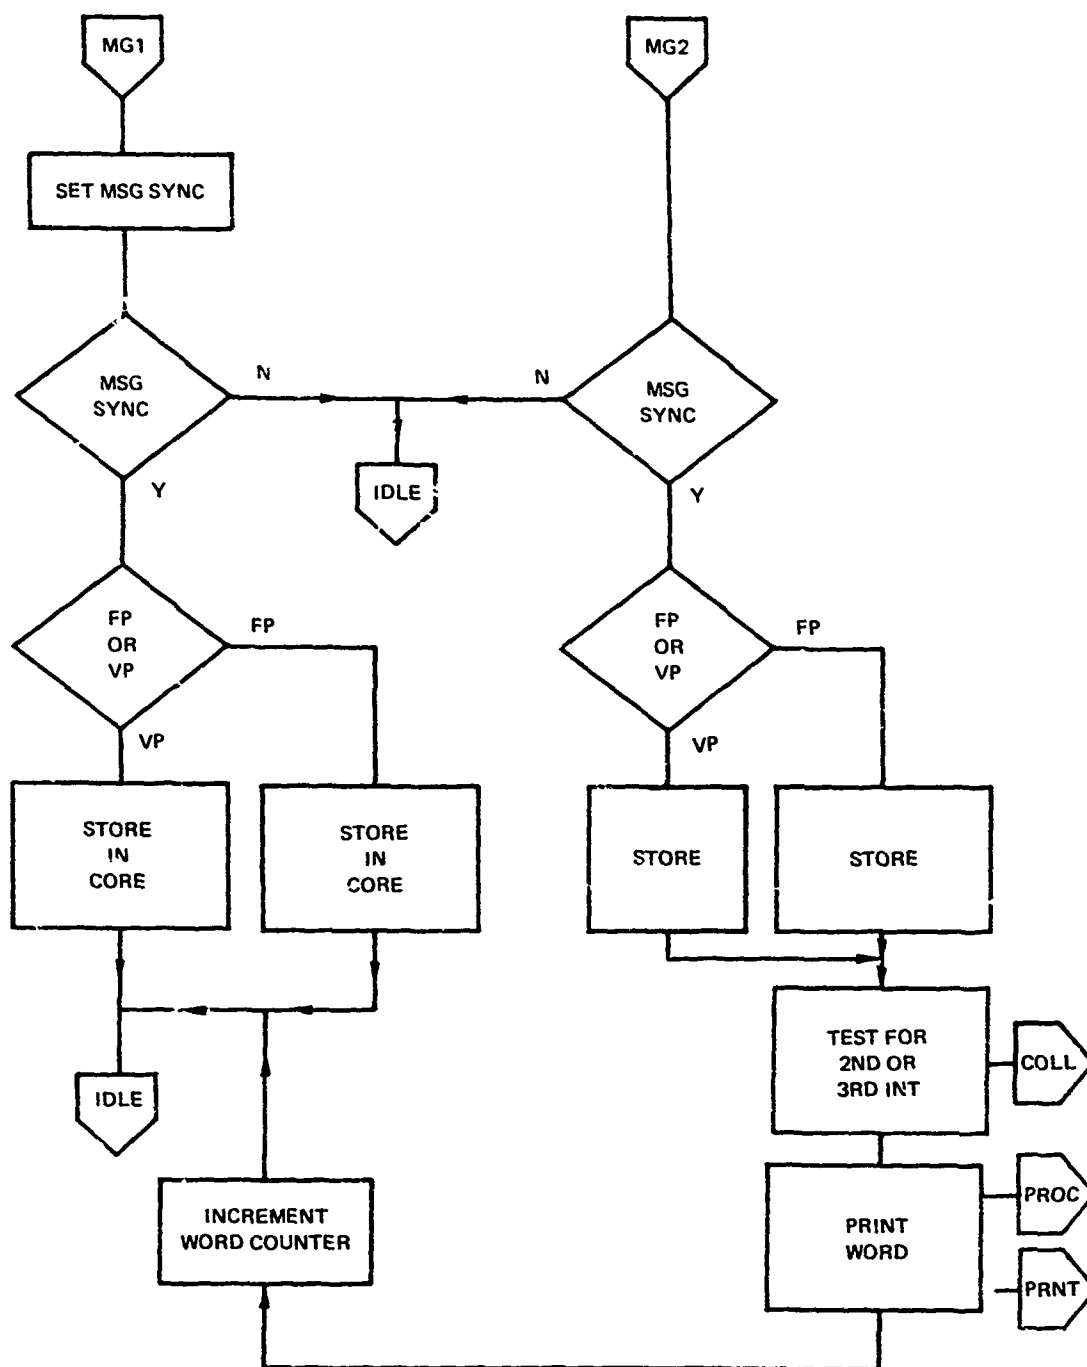 MG1
MG2
SET MSG SYNC
MSG
SYNC
N
N
MSG
SYNC
Y
IDLE
Y
FP
OR
VP
FP
FP
OR
VP
FP
VP
VP
STORE
IN
CORE
STORE
IN
CORE
STORE
STORE
TEST FOR
2ND OR
3RD INT
COLL
IDLE
INCREMENT
WORD COUNTER
PRINT
WORD
PROC
PRNT